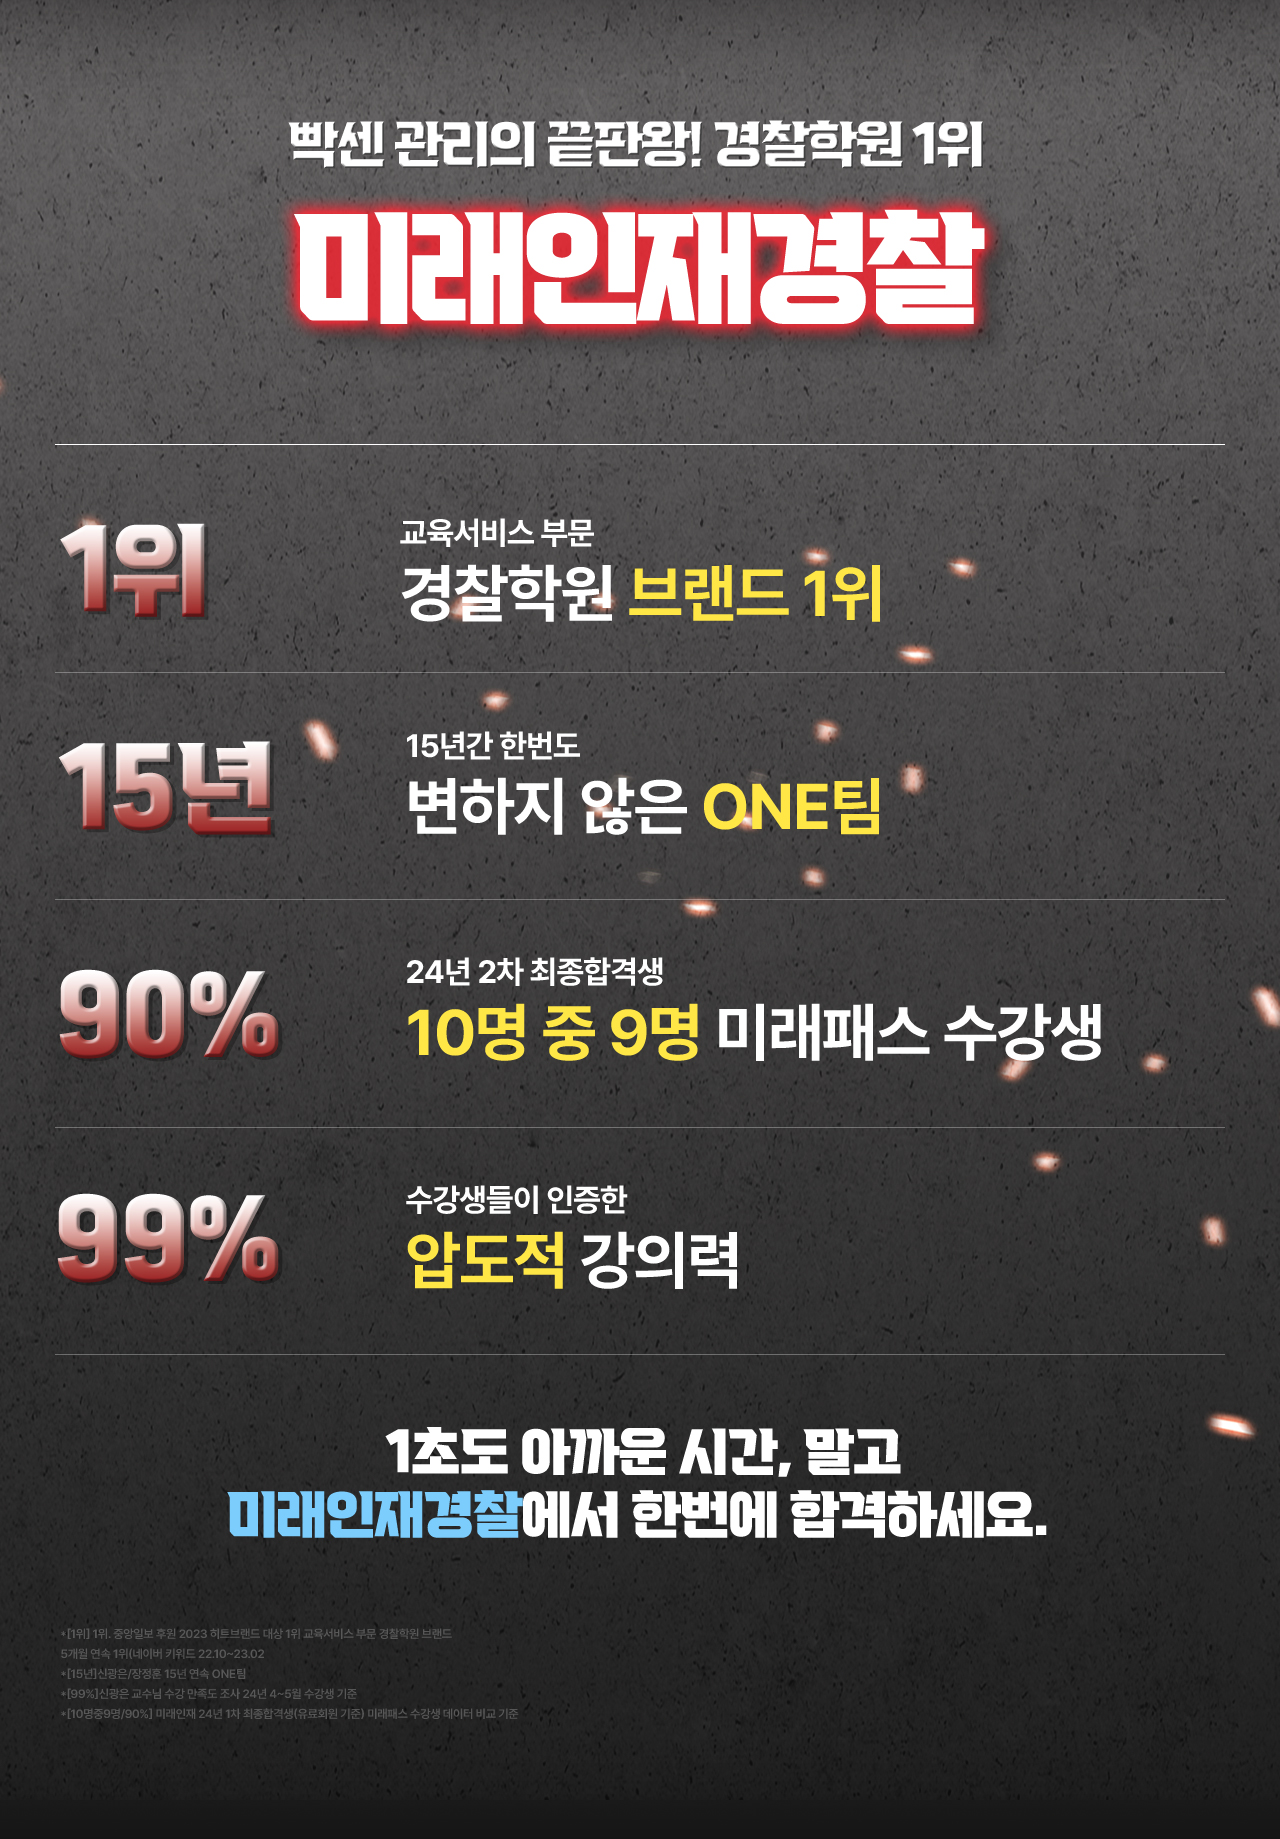 빡센 관리의 끝판왕! 경찰학원 1위
미래인재경찰
1위
교육서비스 부문
경찰학원 브랜드 1위
15년
15년간 한번도
변하지 않은 ONE팀
90%
24년 2차 최종합격생
10명 중 9명 미래패스 수강생
99%
수강생들이 인증한
압도적 강의력
1초도 아까운 시간, 말고
미래인재경찰에서 한번에 합격하세요.
*[1위] 1위. 중앙일보 후원 2023 히트브랜드 대상 1위 교육서비스 부문 경찰학원 브랜드
5개월 연속 1위(네이버 키워드 22.10~23.02
*[15년]신광은/장정훈 15년 연속 ONE팀
*[99%]신광은 교수님 수강 만족도 조사 24년 4~5월 수강생 기준
*[10명중9명/90%] 미래인재 24년 1차 최종합격생(유료회원 기준) 미래패스 수강생 데이터 비교 기준